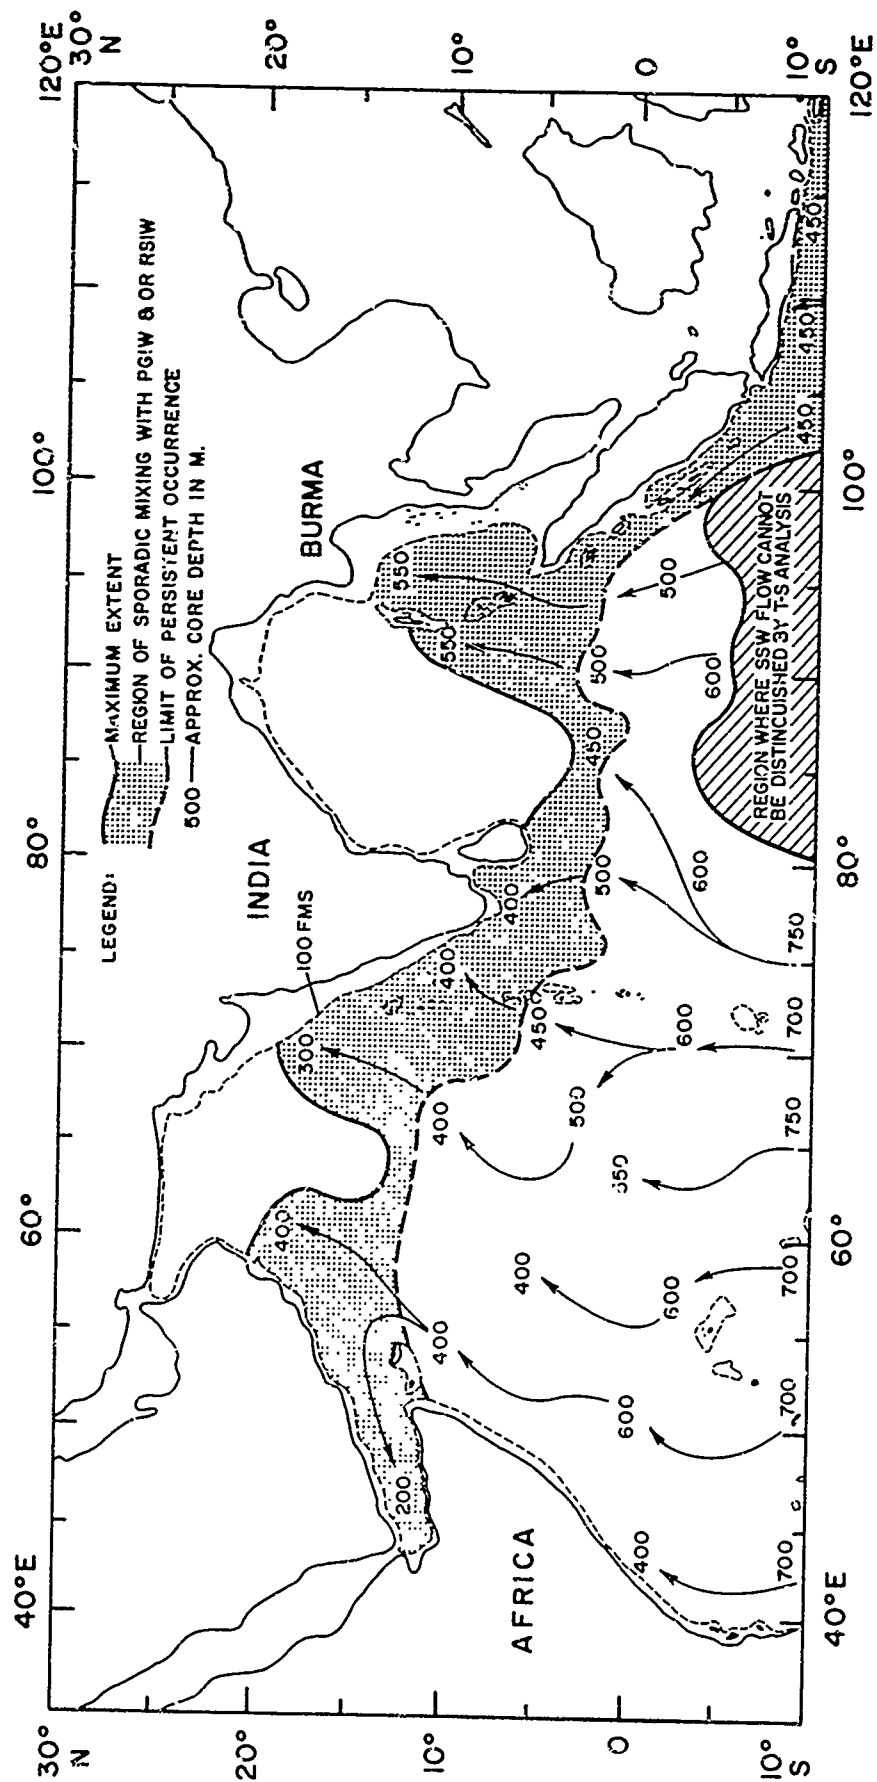 40°E
60°
80°
100°
120°E
30°
N
30°
N
LEGEND:
MAXIMUM EXTENT
REGION OF SPORADIC MIXING WITH PGIW & OR RSIW
LIMIT OF PERSISTENT OCCURRENCE
500 — APPROX. CORE DEPTH IN M.
20°
INDIA
BURMA
20°
100 FMS
400
300
200
550
10°
400
400
400
550
10°
AFRICA
400
450
400
500
500
450
500
0
400
600
500
0
600
600
600
600
500
REGION WHERE SSW FLOW CANNOT
BE DISTINGUISHED BY T-S ANALYSIS
10°
S
700
700
700
750
700
750
450
450
450
10°
S
40°E
60°
80°
100°
120°E